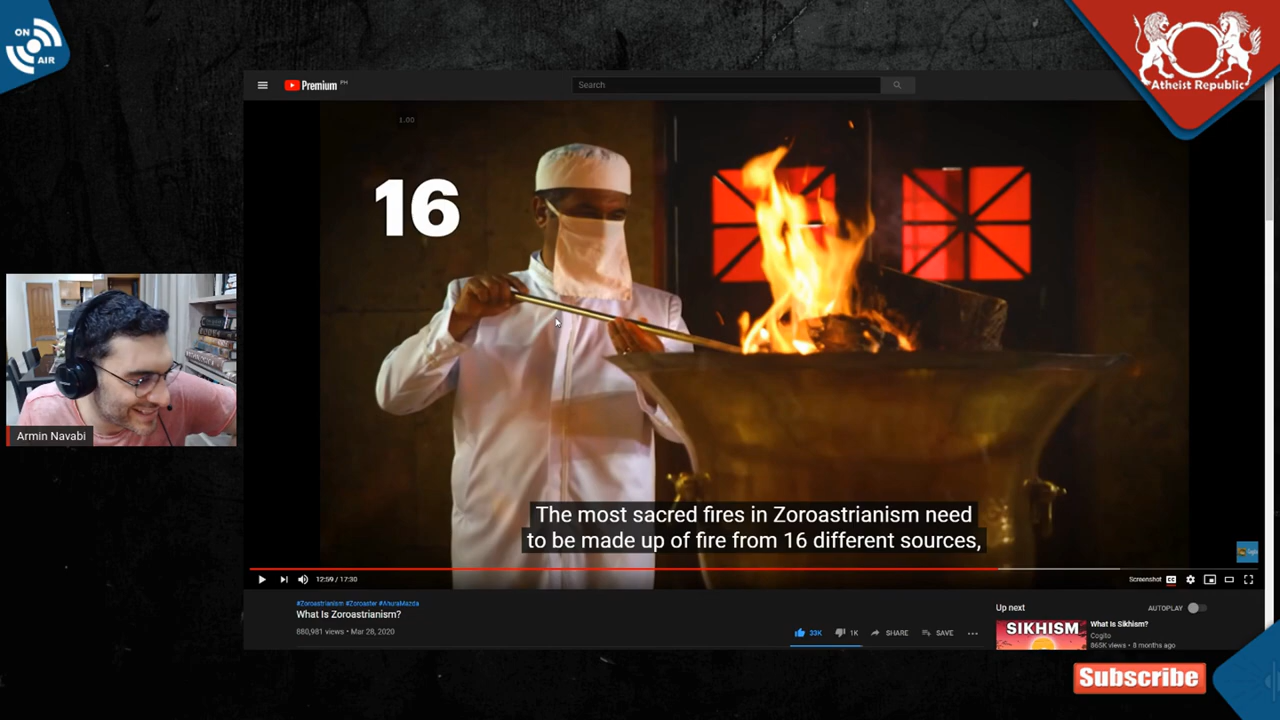 ON
AIR
Atheist Republic
Premium PH
Search
1.00
16
Armin Navabi
The most sacred fires in Zoroastrianism need
to be made up of fire from 16 different sources,
12:59 / 17:30
Screenshot
CC
#Zoroastrianism #Zoroaster #AhuraMazda
What Is Zoroastrianism?
880,981 views • Mar 28, 2020
33K
1K
SHARE
SAVE
Up next
AUTOPLAY
SIKHISM
What Is Sikhism?
Cogito
865K views • 8 months ago
Subscribe